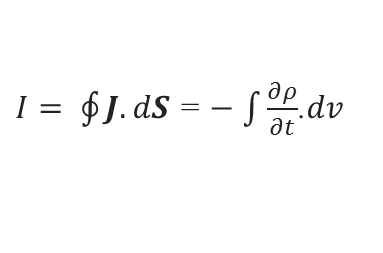 I = ∮ J. dS = − ∫ ∂ρ/∂t . dv